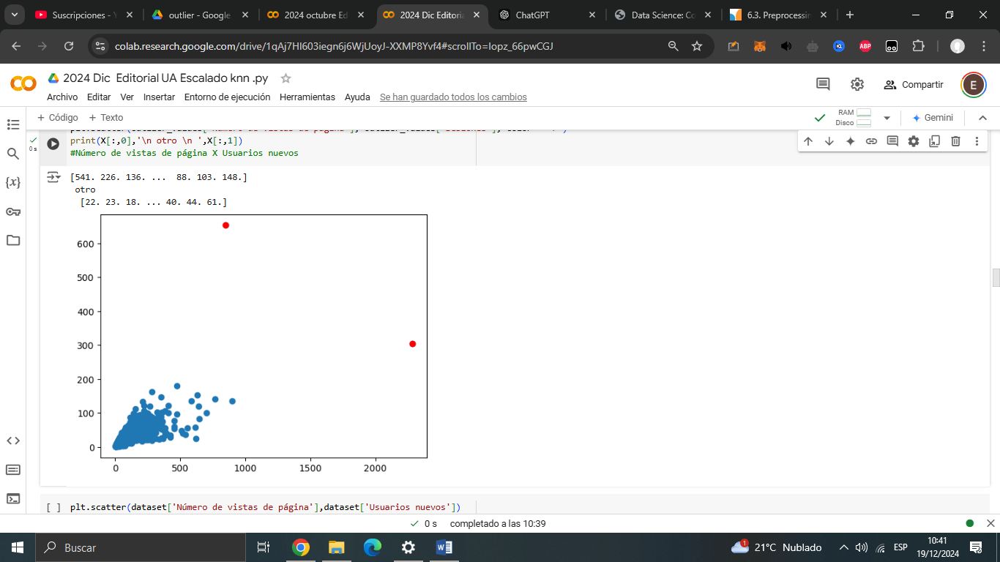 Suscripciones - Y
outlier - Google
2024 octubre Ed
2024 Dic Editoria
ChatGPT
Data Science: Co
6.3. Preprocessin
colab.research.google.com/drive/1qAj7HI603iegn6j6WjUoyJ-XXMP8Yvf4#scrollTo=Iopz_66pwCGJ
2024 Dic Editorial UA Escalado knn .py
Compartir
E
Archivo Editar Ver Insertar Entorno de ejecución Herramientas Ayuda Se han guardado todos los cambios
+ Código + Texto
RAM
Disco
Gemini
print(X[:,0],'\n otro \n ',X[:,1])
0 s
#Número de vistas de página X Usuarios nuevos
[541. 226. 136. ... 88. 103. 148.]
otro
[22. 23. 18. ... 40. 44. 61.]
600
500
400
300
200
100
0
0 500 1000 1500 2000
[ ] plt.scatter(dataset['Número de vistas de página'],dataset['Usuarios nuevos'])
0 s completado a las 10:39
Buscar
1
21°C Nublado
ESP
10:41
19/12/2024